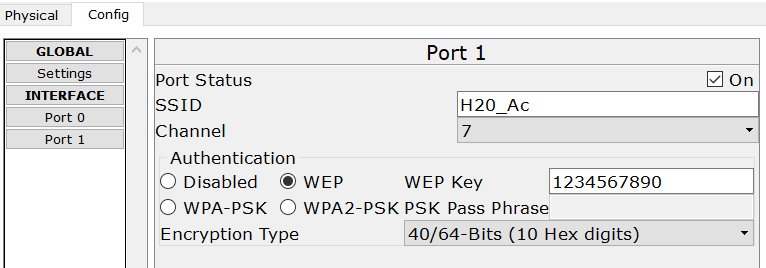 Physical Config
GLOBAL
Settings
INTERFACE
Port 0
Port 1
Port 1
Port Status On
SSID H20_Ac
Channel 7
Authentication
Disabled WEP WEP Key 1234567890
WPA-PSK WPA2-PSK PSK Pass Phrase
Encryption Type 40/64-Bits (10 Hex digits)